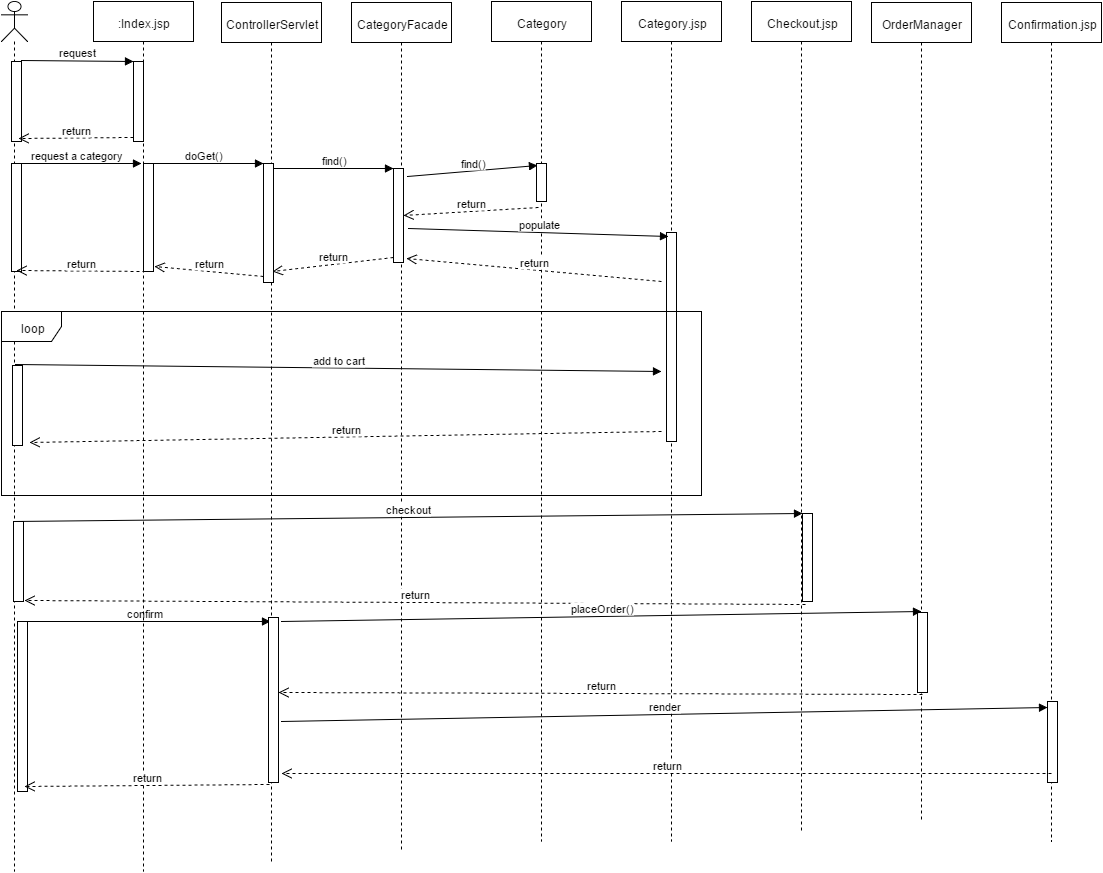 :Index.jsp
ControllerServlet
CategoryFacade
Category
Category.jsp
Checkout.jsp
OrderManager
Confirmation.jsp
request
return
request a category
doGet()
find()
find()
return
populate
return
return
return
return
loop
add to cart
return
checkout
return
placeOrder()
confirm
return
render
return
return